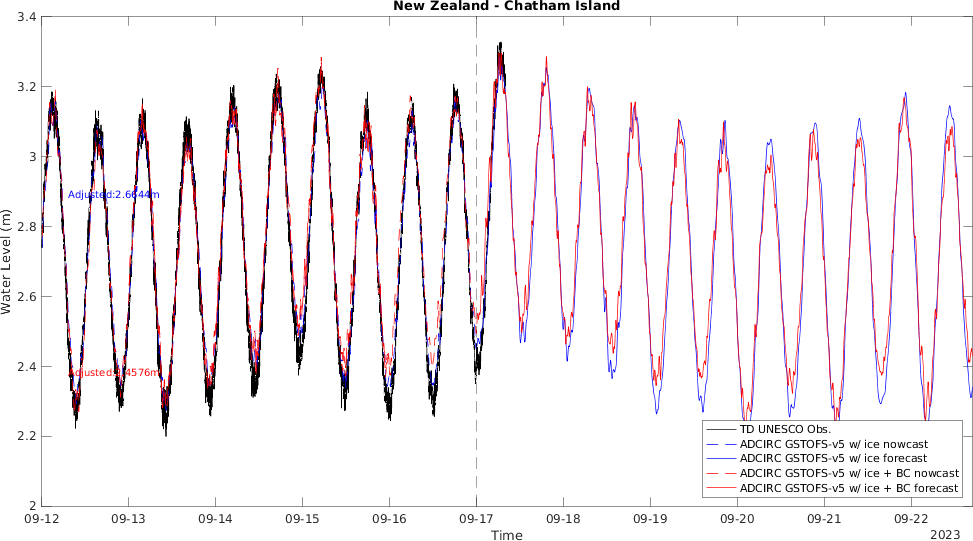 New Zealand - Chatham Island
3.4
3.2
3
2.8
2.6
2.4
2.2
2
Water Level (m)
Adjusted:2.6644m
09-12
09-13
09-14
09-15
09-16
09-17
09-18
09-19
09-20
09-21
09-22
Time
2023
TD UNESCO Obs.
ADCIRC GSTOFS-v5 w/ ice nowcast
ADCIRC GSTOFS-v5 w/ ice forecast
ADCIRC GSTOFS-v5 w/ ice + BC nowcast
ADCIRC GSTOFS-v5 w/ ice + BC forecast